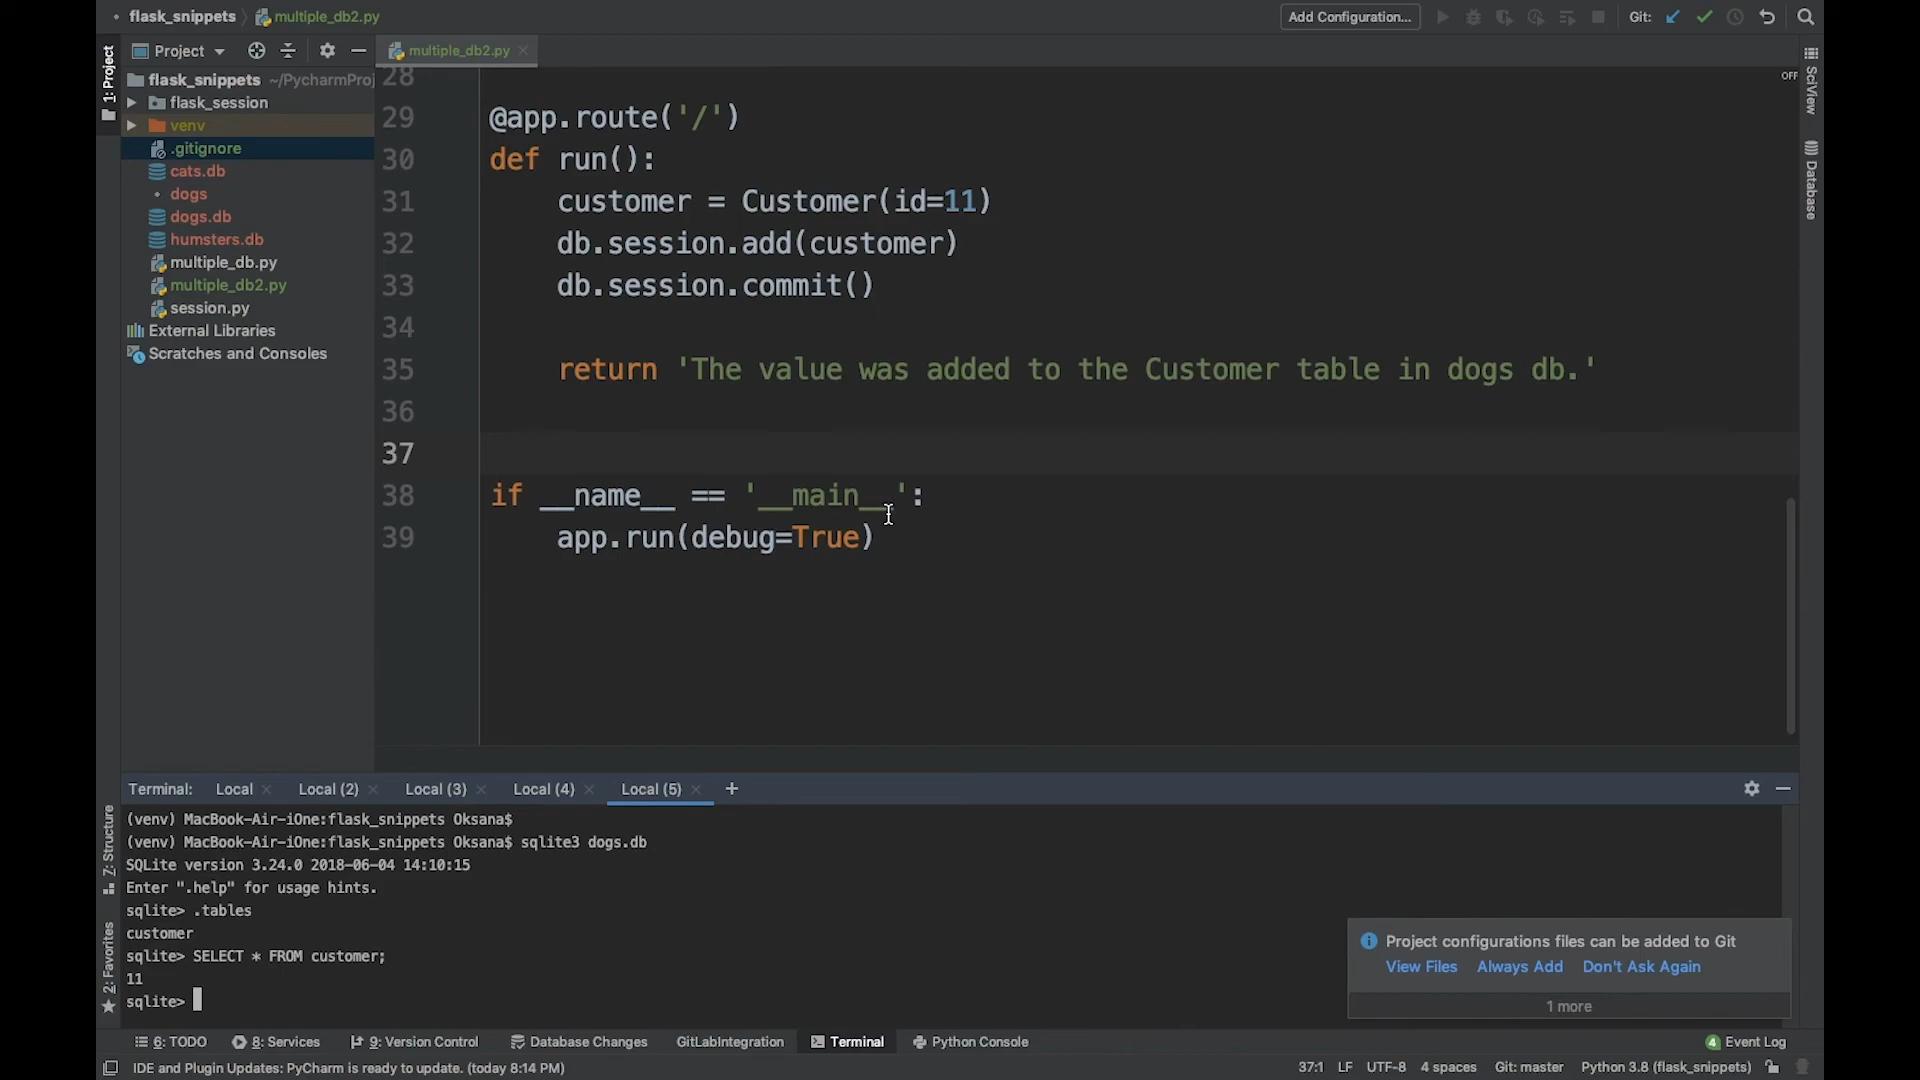 flask_snippets multiple_db2.py Add Configuration... Git:
1: Project
Project
multiple_db2.py
flask_snippets ~/PycharmProj
flask_session
venv
.gitignore
cats.db
dogs
dogs.db
humsters.db
multiple_db.py
multiple_db2.py
session.py
External Libraries
Scratches and Consoles
28
29 @app.route('/')
30 def run():
31 customer = Customer(id=11)
32 db.session.add(customer)
33 db.session.commit()
34
35 return 'The value was added to the Customer table in dogs db.'
36
37
38 if __name__ == '__main__':
39 app.run(debug=True)
OFF
SciView
Database
Terminal: Local Local (2) Local (3) Local (4) Local (5) +
(venv) MacBook-Air-iOne:flask_snippets Oksana$
(venv) MacBook-Air-iOne:flask_snippets Oksana$ sqlite3 dogs.db
SQLite version 3.24.0 2018-06-04 14:10:15
Enter ".help" for usage hints.
sqlite> .tables
customer
sqlite> SELECT * FROM customer;
11
sqlite>
Z: Structure
2: Favorites
Project configurations files can be added to Git
View Files Always Add Don't Ask Again
1 more
6: TODO 8: Services 9: Version Control Database Changes GitLabIntegration Terminal Python Console 4 Event Log
IDE and Plugin Updates: PyCharm is ready to update. (today 8:14 PM) 37:1 LF UTF-8 4 spaces Git: master Python 3.8 (flask_snippets)